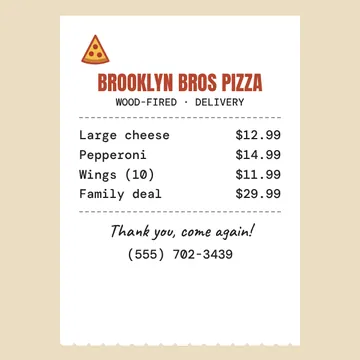 BROOKLYN BROS PIZZA
WOOD-FIRED · DELIVERY
Large cheese $12.99
Pepperoni $14.99
Wings (10) $11.99
Family deal $29.99
Thank you, come again!
(555) 702-3439